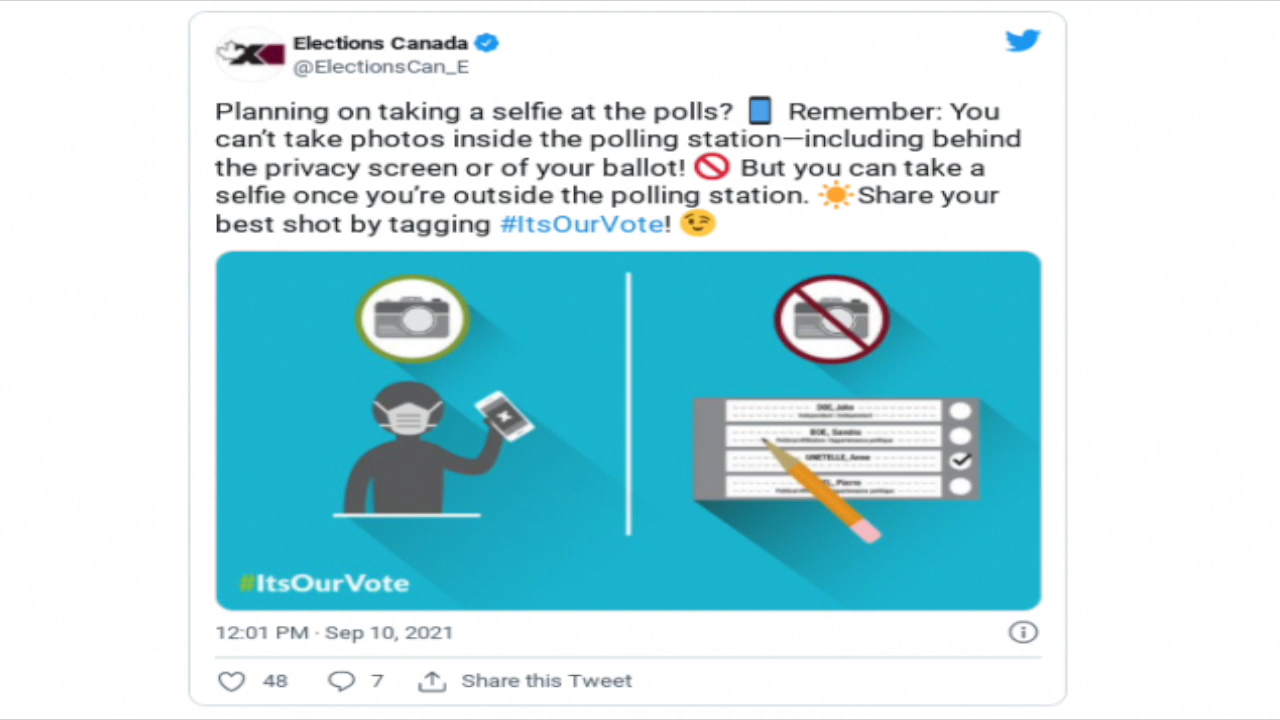 Elections Canada
@ElectionsCan_E
Planning on taking a selfie at the polls? 📱 Remember: You
can't take photos inside the polling station—including behind
the privacy screen or of your ballot! 🚫 But you can take a
selfie once you're outside the polling station. ☀️Share your
best shot by tagging #ItsOurVote! 😉
DOE, John
DOE, Sandra
UNETELLE, Anne
Pierre
#ItsOurVote
12:01 PM · Sep 10, 2021
48
7
Share this Tweet